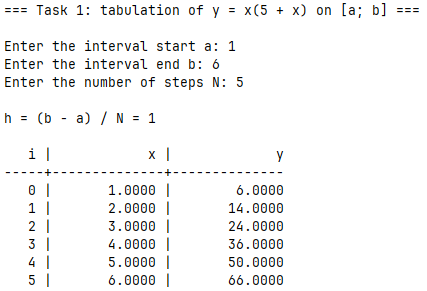 === Task 1: tabulation of y = x(5 + x) on [a; b] ===
Enter the interval start a: 1
Enter the interval end b: 6
Enter the number of steps N: 5
h = (b - a) / N = 1
i | x | y
-----+--------------+--------------
0 | 1.0000 | 6.0000
1 | 2.0000 | 14.0000
2 | 3.0000 | 24.0000
3 | 4.0000 | 36.0000
4 | 5.0000 | 50.0000
5 | 6.0000 | 66.0000